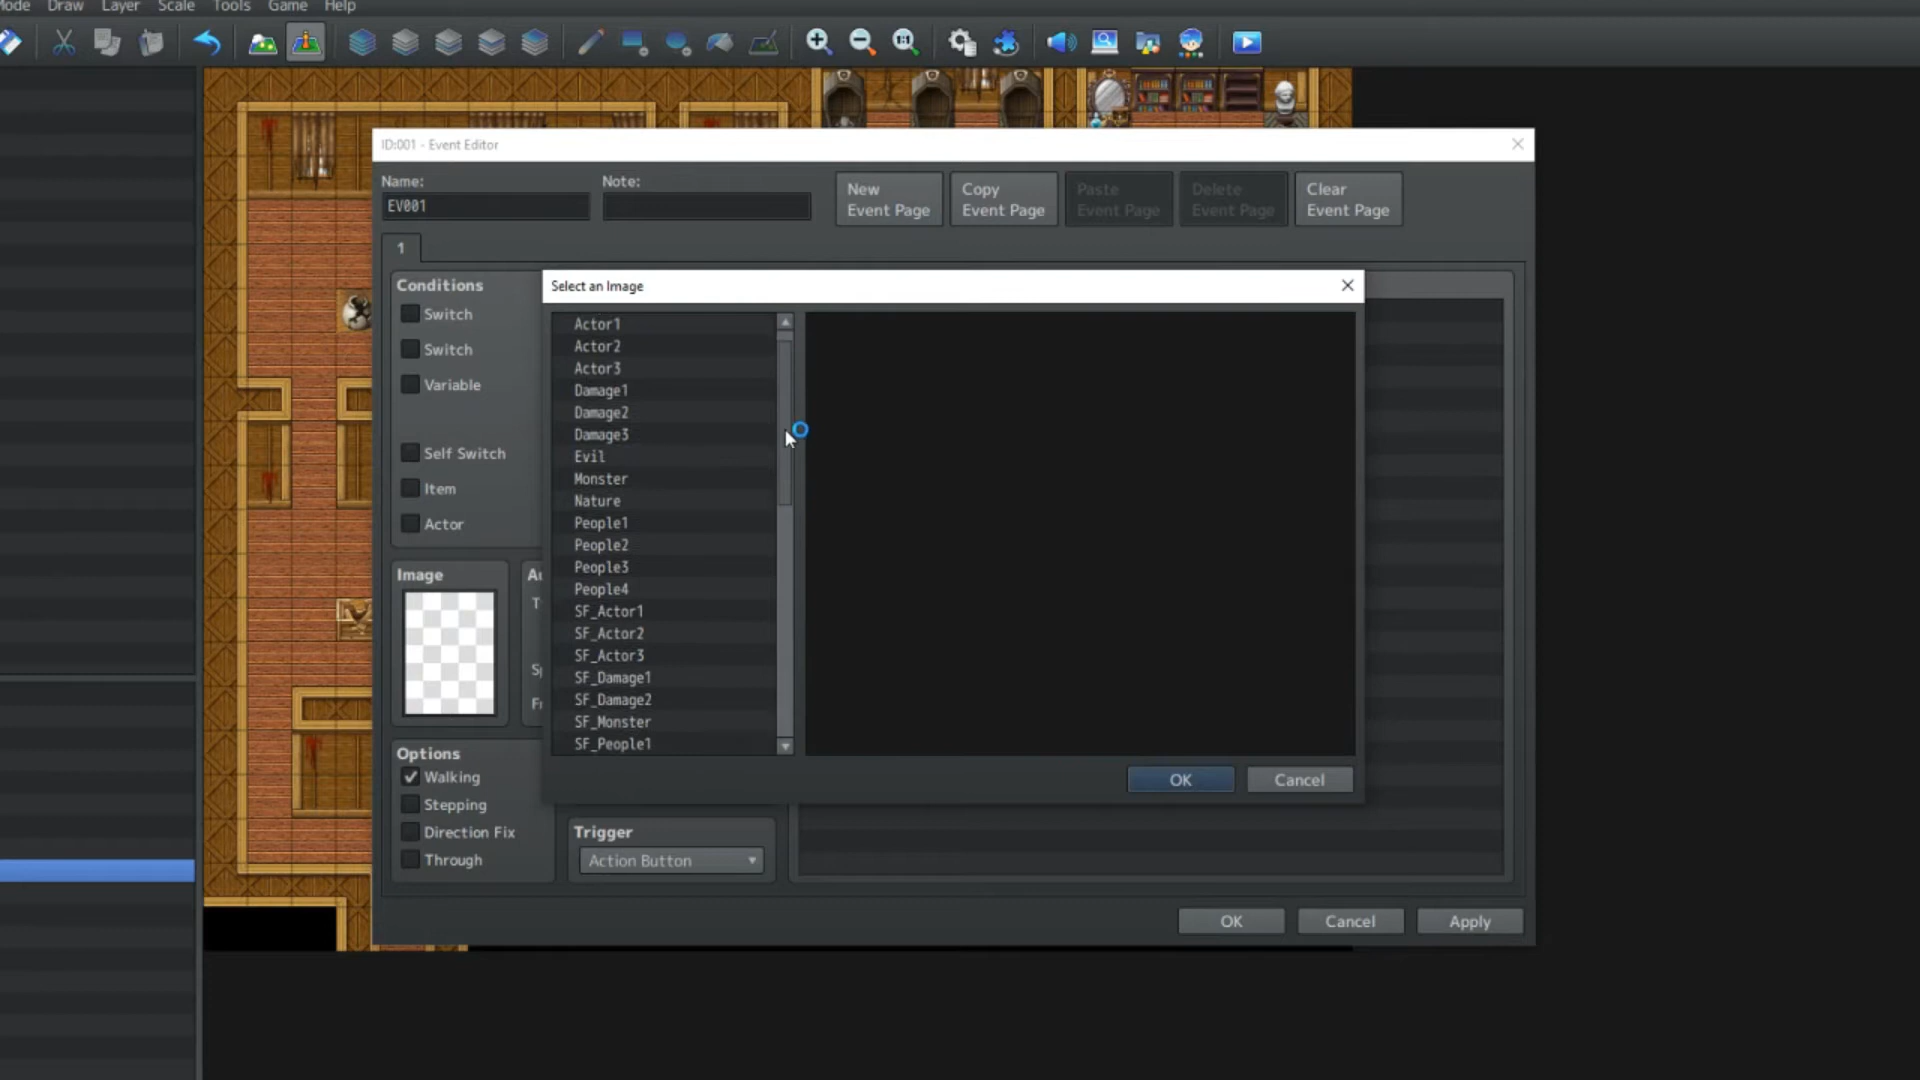 Draw Layer Scale Tools Game Help
ID:001 - Event Editor
Name:
EV001
Note:
New
Event Page
Copy
Event Page
Paste
Event Page
Delete
Event Page
Clear
Event Page
1
Conditions
Switch
Switch
Variable
Self Switch
Item
Actor
Image
Options
Walking
Stepping
Direction Fix
Through
Trigger
Action Button
Select an Image
Actor1
Actor2
Actor3
Damage1
Damage2
Damage3
Evil
Monster
Nature
People1
People2
People3
People4
SF_Actor1
SF_Actor2
SF_Actor3
SF_Damage1
SF_Damage2
SF_Monster
SF_People1
OK
Cancel
OK
Cancel
Apply